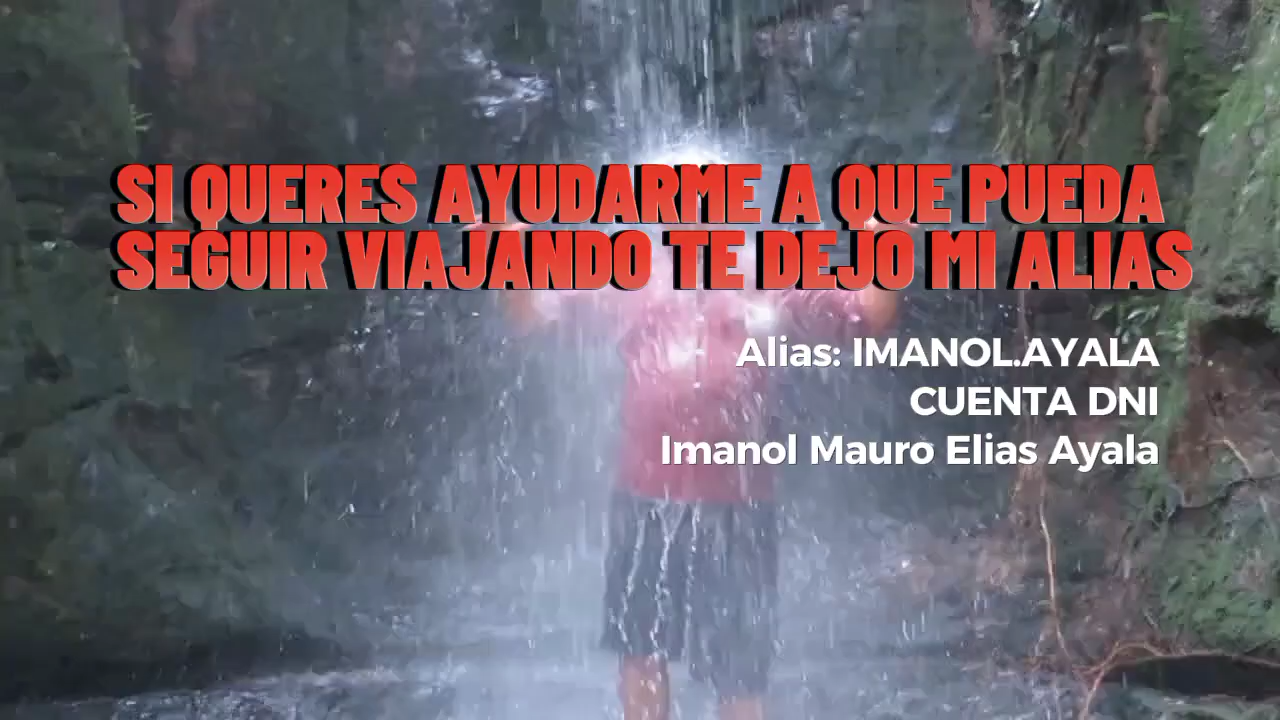 SI QUERES AYUDARME A QUE PUEDA
SEGUIR VIAJANDO TE DEJO MI ALIAS
Alias: IMANOL.AYALA
CUENTA DNI
Imanol Mauro Elias Ayala